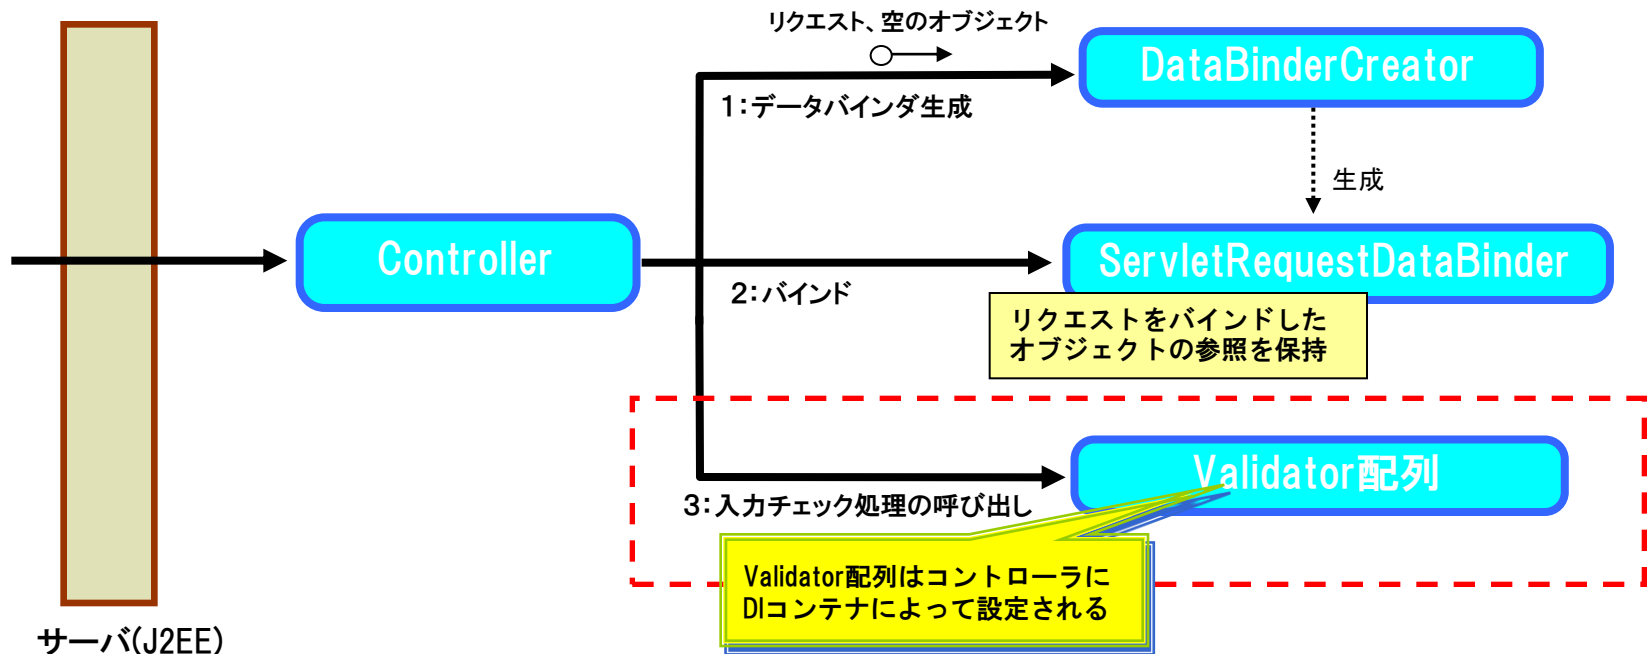 リクエスト、空のオブジェクト
DataBinderCreator
1:データバインダ生成
生成
Controller
ServletRequestDataBinder
2:バインド
リクエストをバインドした
オブジェクトの参照を保持
Validator配列
3:入力チェック処理の呼び出し
Validator配列はコントローラに
DIコンテナによって設定される
サーバ(J2EE)